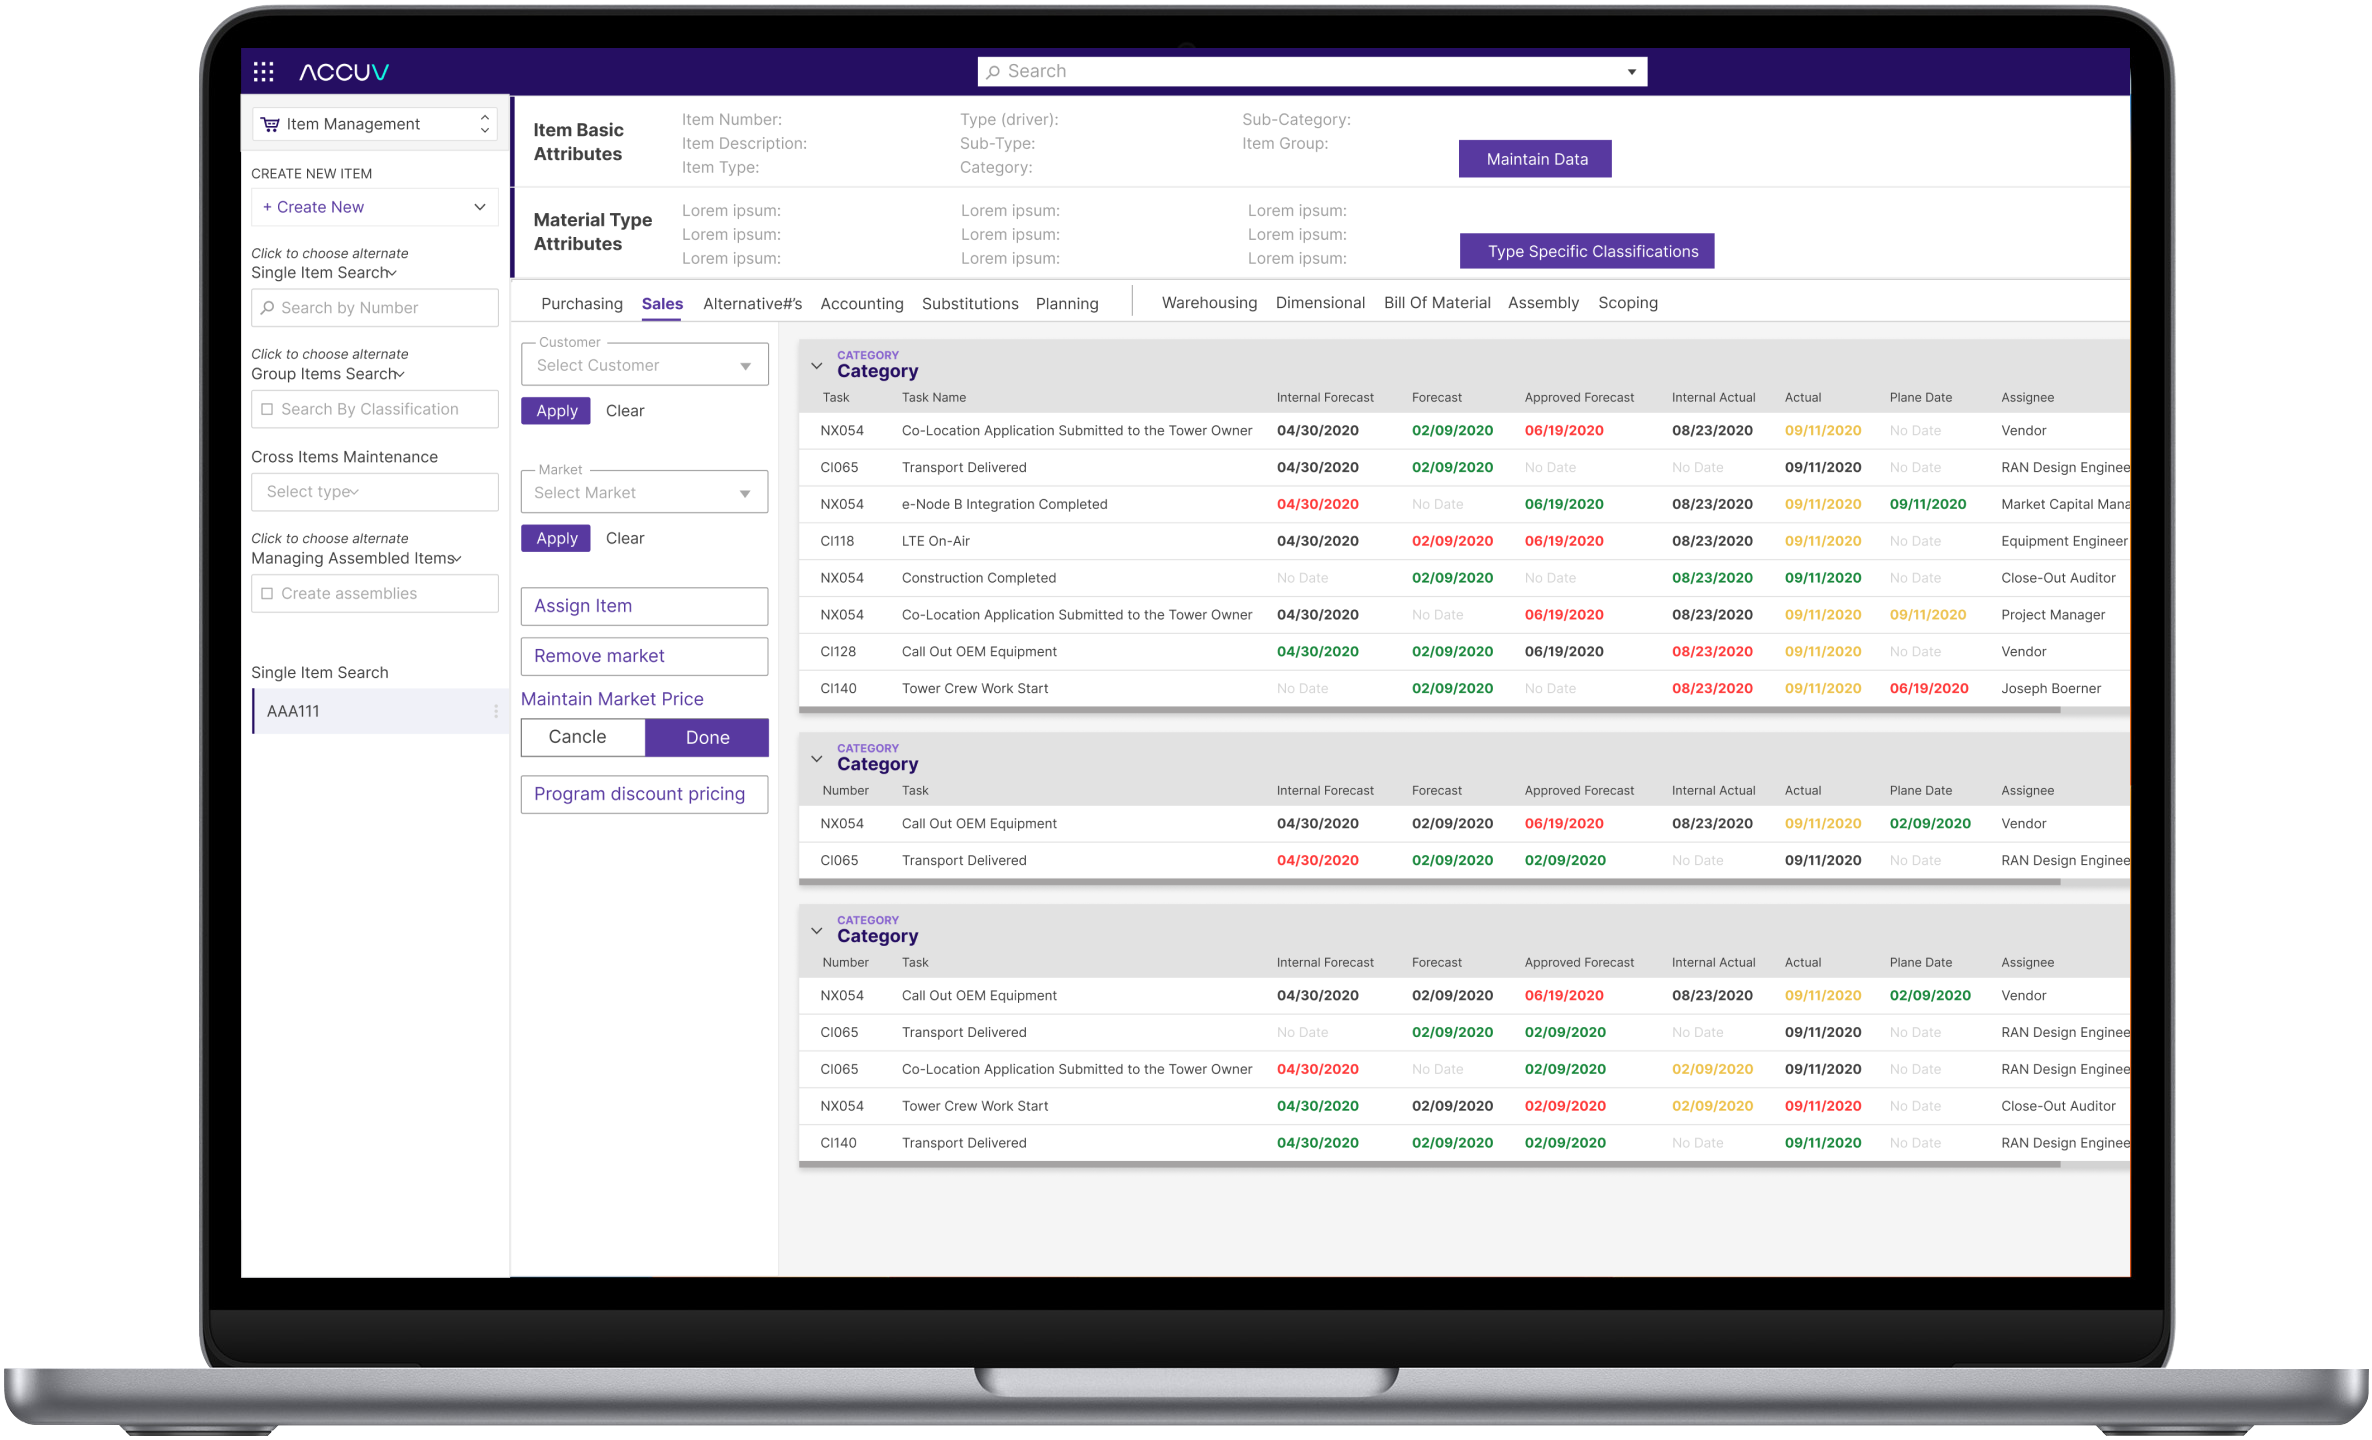 ACCUV
Search
Item Management
CREATE NEW ITEM
+ Create New
Click to choose alternate
Single Item Search
Search by Number
Click to choose alternate
Group Items Search
Search By Classification
Cross Items Maintenance
Select type
Click to choose alternate
Managing Assembled Items
Create assemblies
Single Item Search
AAA111
Item Basic
Attributes
Item Number:
Item Description:
Item Type:
Type (driver):
Sub-Type:
Category:
Sub-Category:
Item Group:
Maintain Data
Material Type
Attributes
Lorem ipsum:
Lorem ipsum:
Lorem ipsum:
Lorem ipsum:
Lorem ipsum:
Lorem ipsum:
Lorem ipsum:
Lorem ipsum:
Lorem ipsum:
Type Specific Classifications
Purchasing Sales Alternative#'s Accounting Substitutions Planning Warehousing Dimensional Bill Of Material Assembly Scoping
Customer
Select Customer
Apply Clear
Market
Select Market
Apply Clear
Assign Item
Remove market
Maintain Market Price
Cancle Done
Program discount pricing
CATEGORY
Category
Task Task Name Internal Forecast Forecast Approved Forecast Internal Actual Actual Plane Date Assignee
NX054 Co-Location Application Submitted to the Tower Owner 04/30/2020 02/09/2020 06/19/2020 08/23/2020 09/11/2020 No Date Vendor
CI065 Transport Delivered 04/30/2020 02/09/2020 No Date No Date 09/11/2020 No Date RAN Design Enginee
NX054 e-Node B Integration Completed 04/30/2020 No Date 06/19/2020 08/23/2020 09/11/2020 09/11/2020 Market Capital Mana
CI118 LTE On-Air 04/30/2020 02/09/2020 06/19/2020 08/23/2020 09/11/2020 No Date Equipment Engineer
NX054 Construction Completed No Date 02/09/2020 No Date 08/23/2020 09/11/2020 No Date Close-Out Auditor
NX054 Co-Location Application Submitted to the Tower Owner 04/30/2020 No Date 06/19/2020 08/23/2020 09/11/2020 09/11/2020 Project Manager
CI128 Call Out OEM Equipment 04/30/2020 02/09/2020 06/19/2020 08/23/2020 09/11/2020 No Date Vendor
CI140 Tower Crew Work Start No Date 02/09/2020 No Date 08/23/2020 09/11/2020 06/19/2020 Joseph Boerner
CATEGORY
Category
Number Task Internal Forecast Forecast Approved Forecast Internal Actual Actual Plane Date Assignee
NX054 Call Out OEM Equipment 04/30/2020 02/09/2020 06/19/2020 08/23/2020 09/11/2020 02/09/2020 Vendor
CI065 Transport Delivered 04/30/2020 02/09/2020 02/09/2020 No Date 09/11/2020 No Date RAN Design Enginee
CATEGORY
Category
Number Task Internal Forecast Forecast Approved Forecast Internal Actual Actual Plane Date Assignee
NX054 Call Out OEM Equipment 04/30/2020 02/09/2020 06/19/2020 08/23/2020 09/11/2020 02/09/2020 Vendor
CI065 Transport Delivered No Date 02/09/2020 02/09/2020 No Date 09/11/2020 No Date RAN Design Enginee
CI065 Co-Location Application Submitted to the Tower Owner 04/30/2020 No Date 02/09/2020 02/09/2020 09/11/2020 No Date RAN Design Enginee
NX054 Tower Crew Work Start 04/30/2020 02/09/2020 02/09/2020 02/09/2020 09/11/2020 No Date Close-Out Auditor
CI140 Transport Delivered 04/30/2020 02/09/2020 02/09/2020 No Date 09/11/2020 No Date RAN Design Enginee